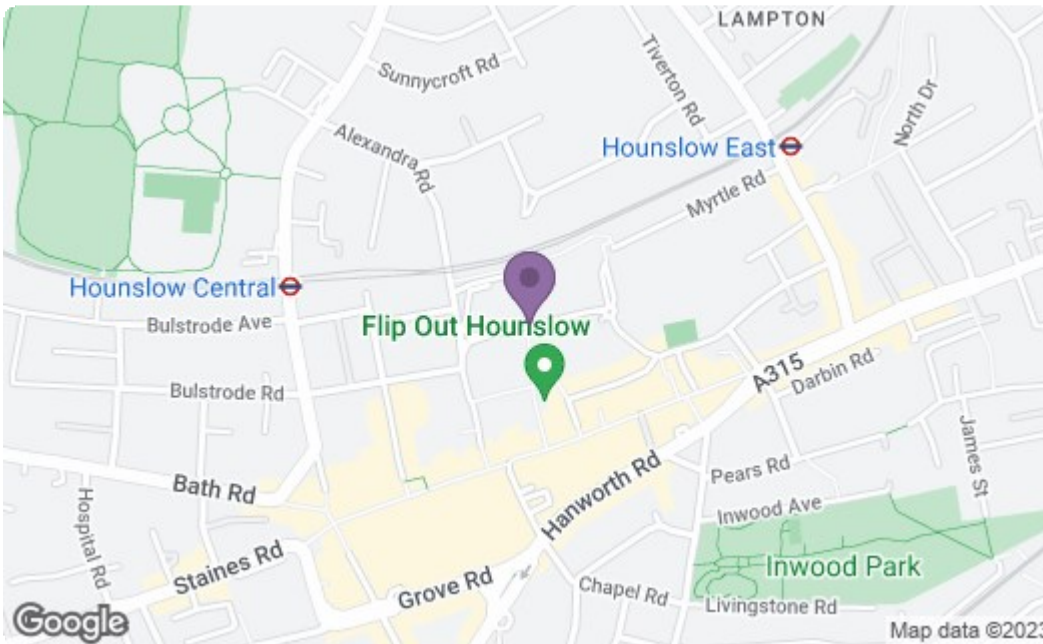 LAMPTON
Sunnycroft Rd
Tiverton Rd
North Dr
Alexandra Rd
Hounslow East
Myrtle Rd
Hounslow Central
Bulstrode Ave
Flip Out Hounslow
Bulstrode Rd
A315
Darbin Rd
James St
Bath Rd
Pears Rd
Hospital Rd
Hanworth Rd
Inwood Ave
Staines Rd
Inwood Park
Grove Rd
Chapel Rd
Livingstone Rd
Google
Map data ©2023